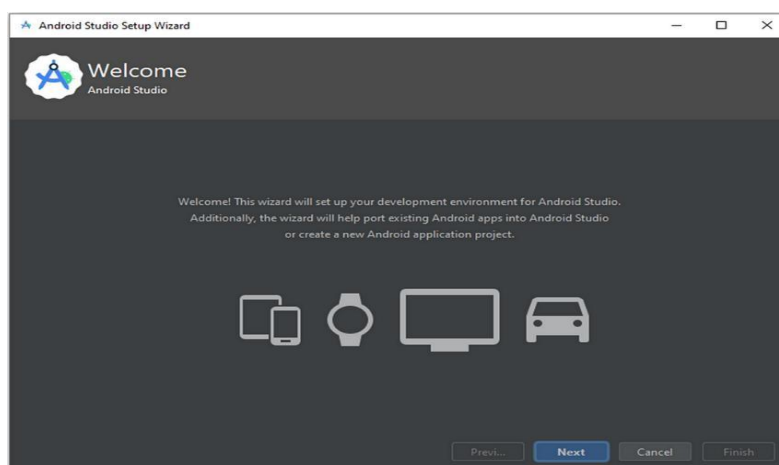 Android Studio Setup Wizard
Welcome
Android Studio
Welcome! This wizard will set up your development environment for Android Studio.
Additionally, the wizard will help port existing Android apps into Android Studio
or create a new Android application project.
Previ... Next Cancel Finish